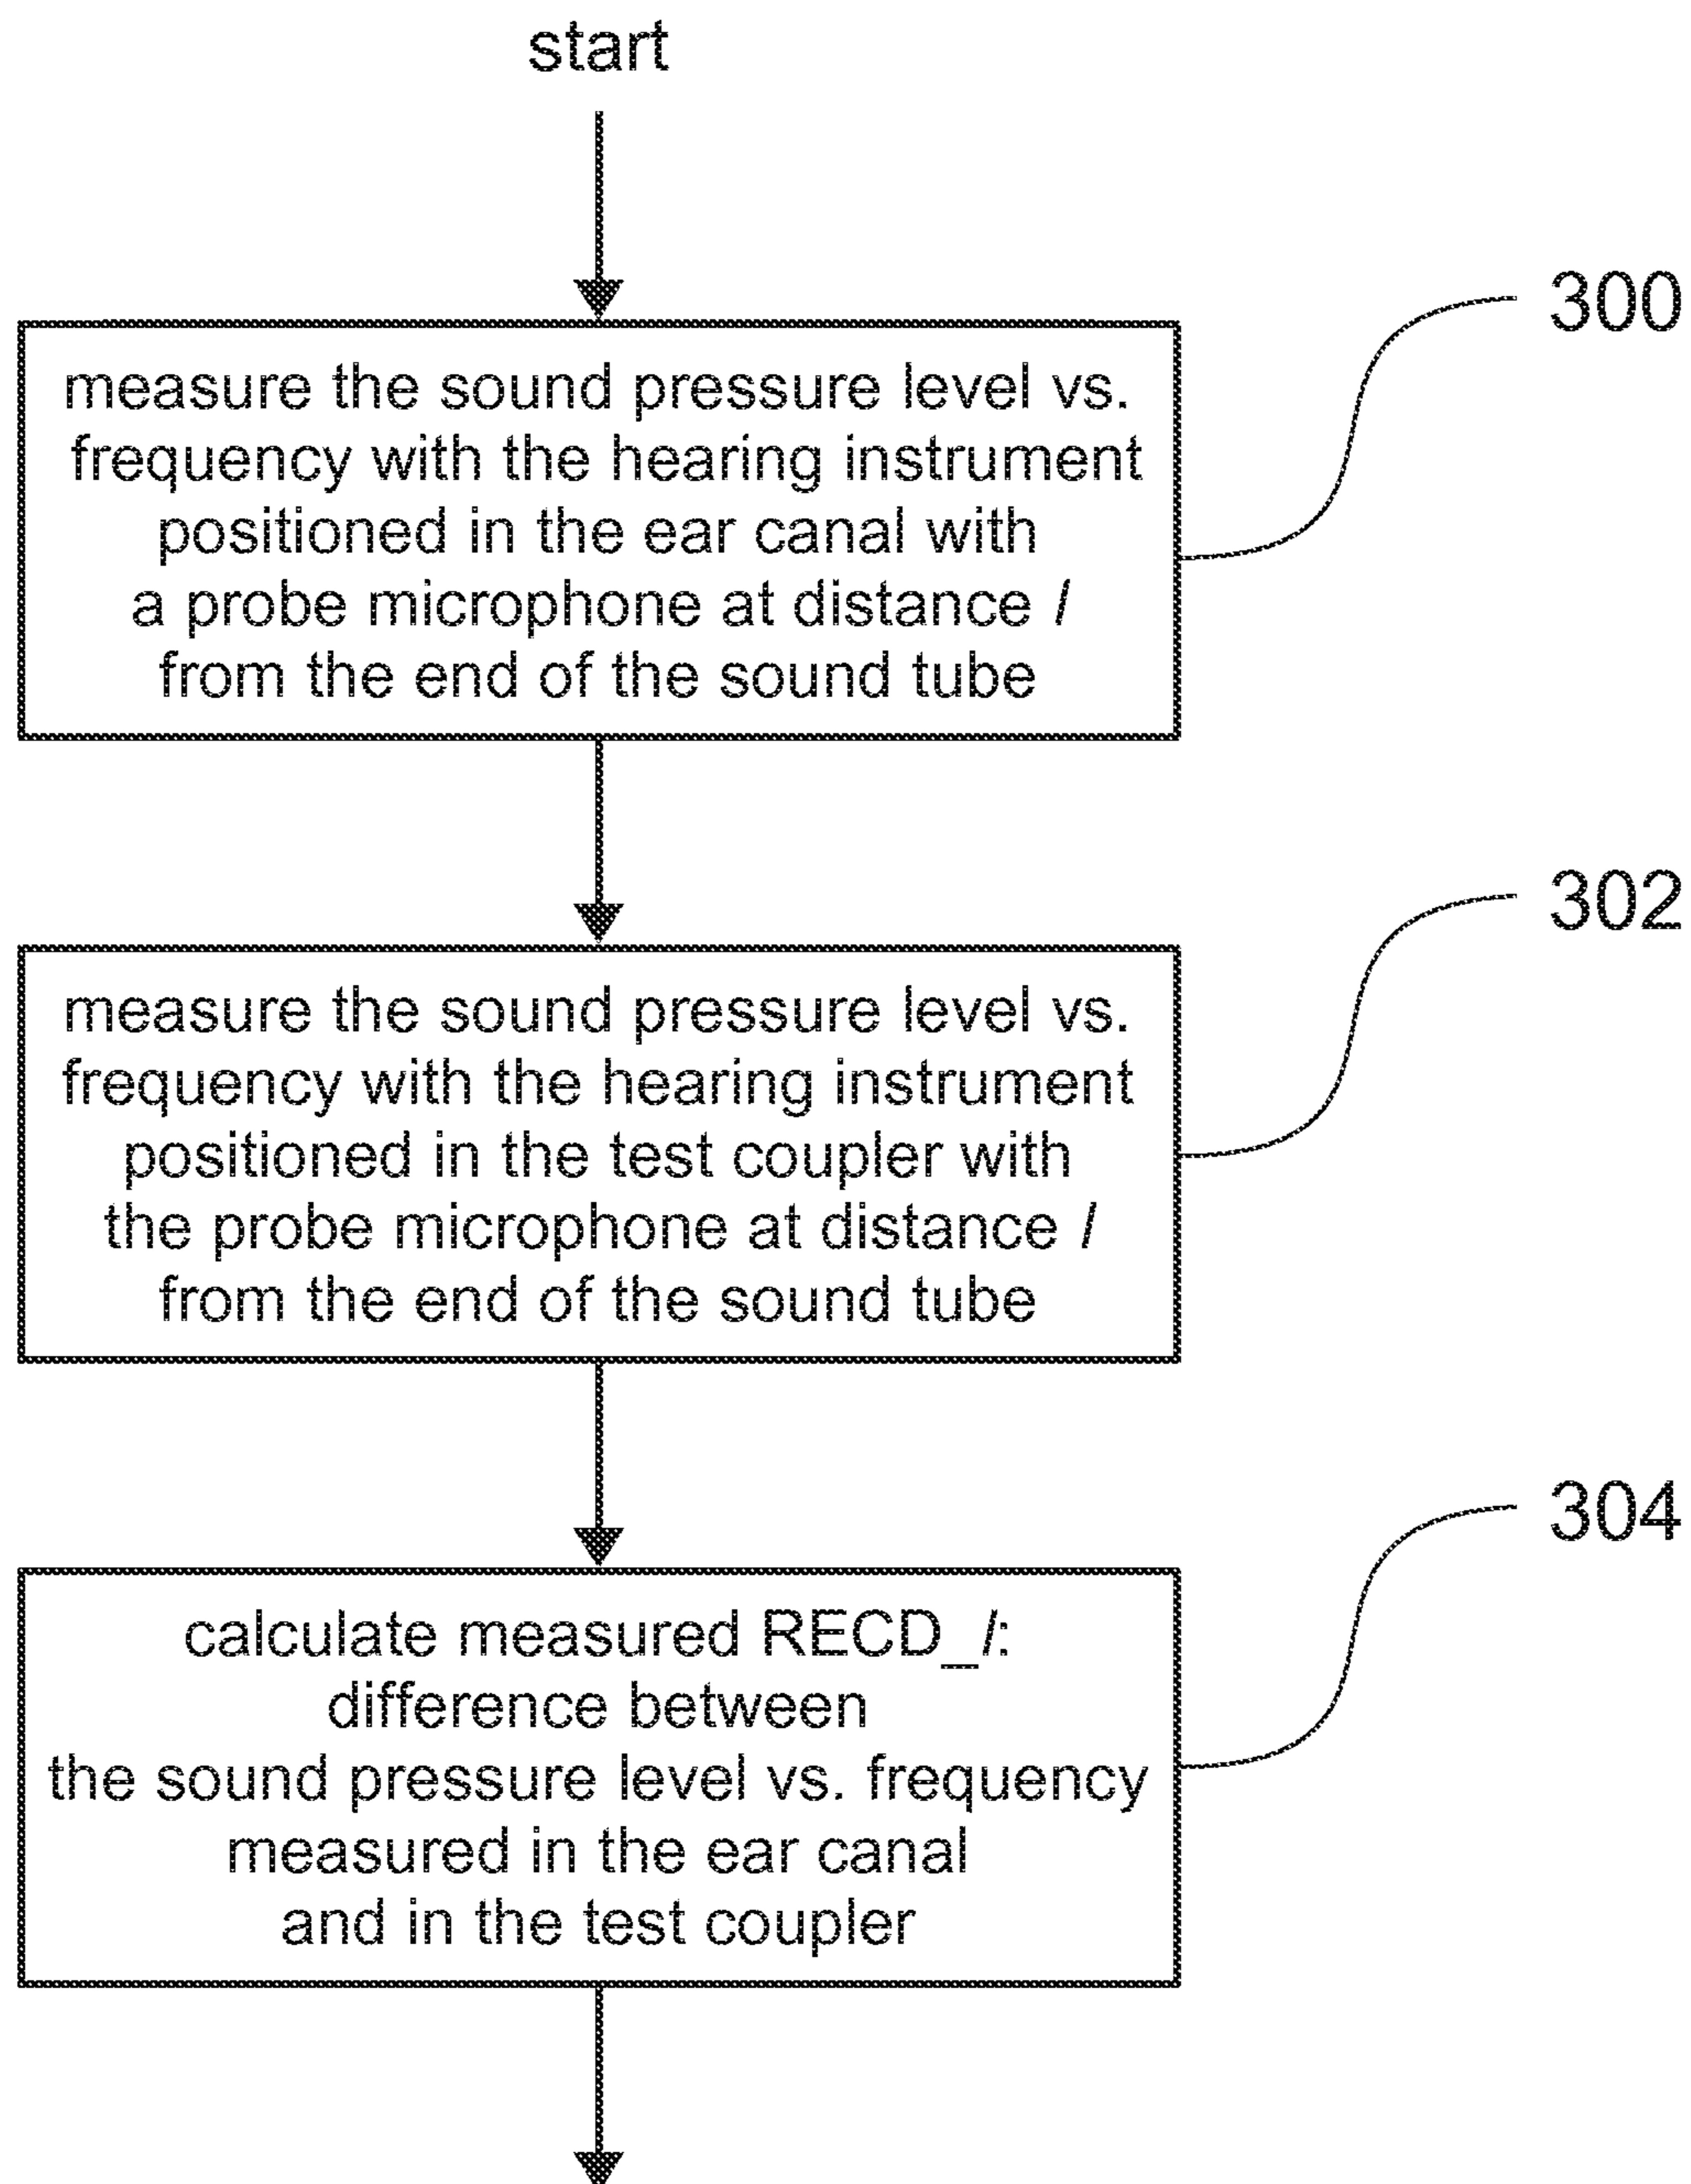 start
300
measure the sound pressure level vs.
frequency with the hearing instrument
positioned in the ear canal with
a probe microphone at distance l
from the end of the sound tube
302
measure the sound pressure level vs.
frequency with the hearing instrument
positioned in the test coupler with
the probe microphone at distance l
from the end of the sound tube
304
calculate measured RECD_l:
difference between
the sound pressure level vs. frequency
measured in the ear canal
and in the test coupler